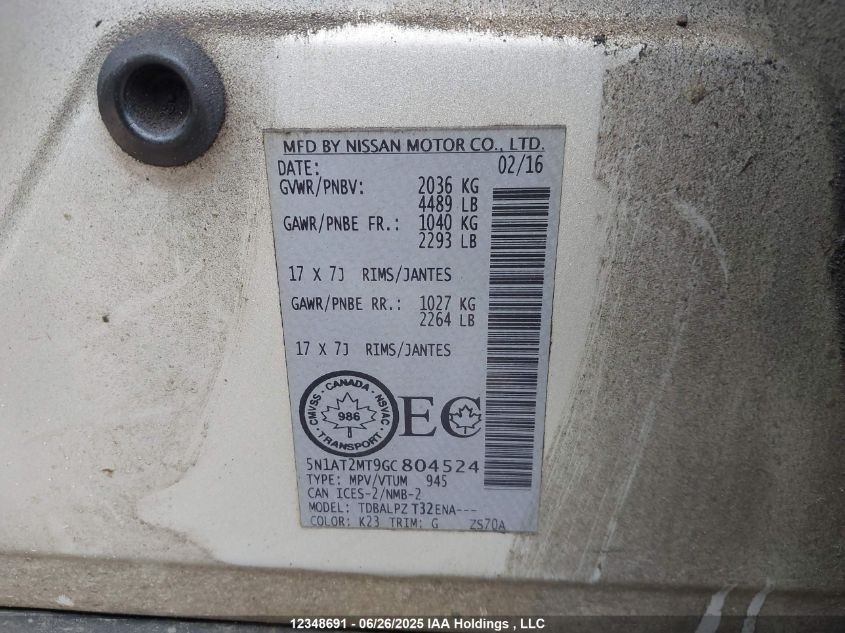 MFD BY NISSAN MOTOR CO., LTD.
DATE: 02/16
GVWR/PNBV: 2036 KG
4489 LB
GAWR/PNBE FR.: 1040 KG
2293 LB
17 X 7J RIMS/JANTES
GAWR/PNBE RR.: 1027 KG
2264 LB
17 X 7J RIMS/JANTES
CMVSS · CANADA · NSVAC
986
TRANSPORT
EC
5N1AT2MT9GC804524
TYPE: MPV/VTUM 945
CAN ICES-2/NMB-2
MODEL: TDBALPZ T32ENA---
COLOR: K23 TRIM: G ZS70A
12348691 - 06/26/2025 IAA Holdings , LLC